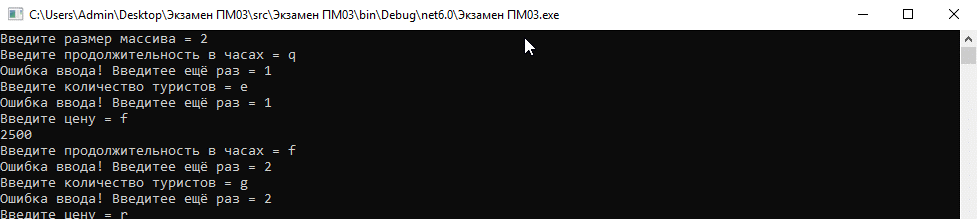 C:\Users\Admin\Desktop\Экзамен ПМ03\src\Экзамен ПМ03\bin\Debug\net6.0\Экзамен ПМ03.exe
Введите размер массива = 2
Введите продолжительность в часах = q
Ошибка ввода! Введитее ещё раз = 1
Введите количество туристов = e
Ошибка ввода! Введитее ещё раз = 1
Введите цену = f
2500
Введите продолжительность в часах = f
Ошибка ввода! Введитее ещё раз = 2
Введите количество туристов = g
Ошибка ввода! Введитее ещё раз = 2
Введите цену = r